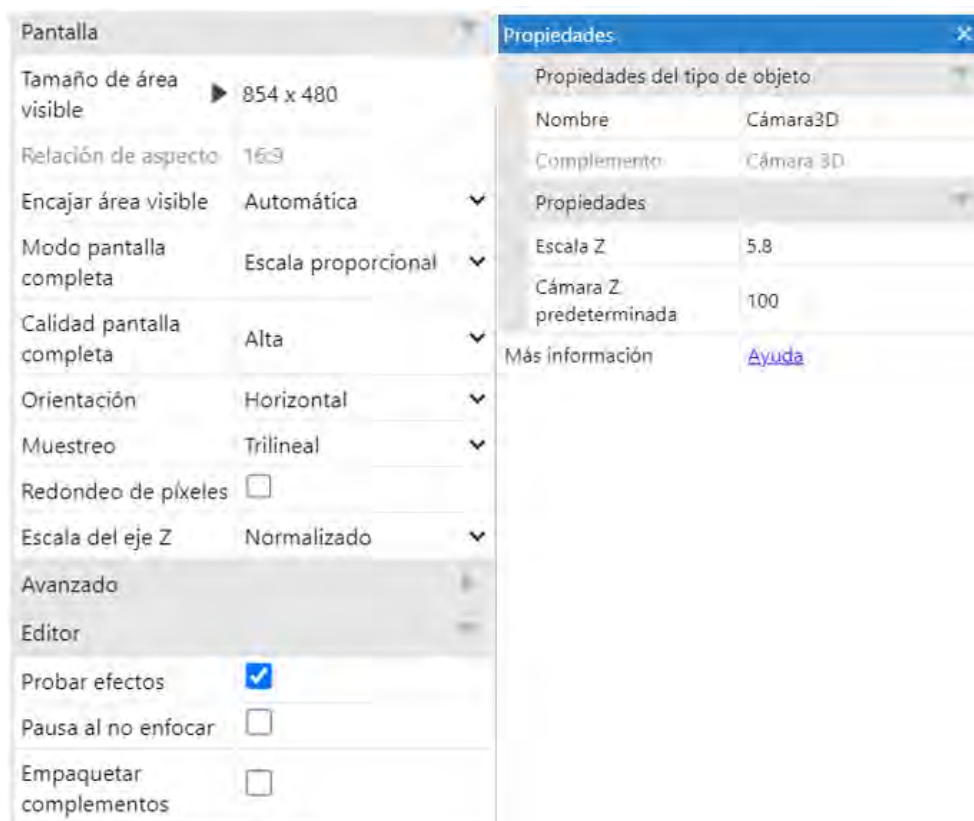 Pantalla
Tamaño de área
visible
854 x 480
Relación de aspecto
16:9
Encajar área visible
Automática
Modo pantalla
completa
Escala proporcional
Calidad pantalla
completa
Alta
Orientación
Horizontal
Muestreo
Trilineal
Redondeo de píxeles
Escala del eje Z
Normalizado
Avanzado
Editor
Probar efectos
Pausa al no enfocar
Empaquetar
complementos
Propiedades
Propiedades del tipo de objeto
Nombre
Cámara3D
Complemento
Cámara 3D
Propiedades
Escala Z
5.8
Cámara Z
predeterminada
100
Más información
Ayuda